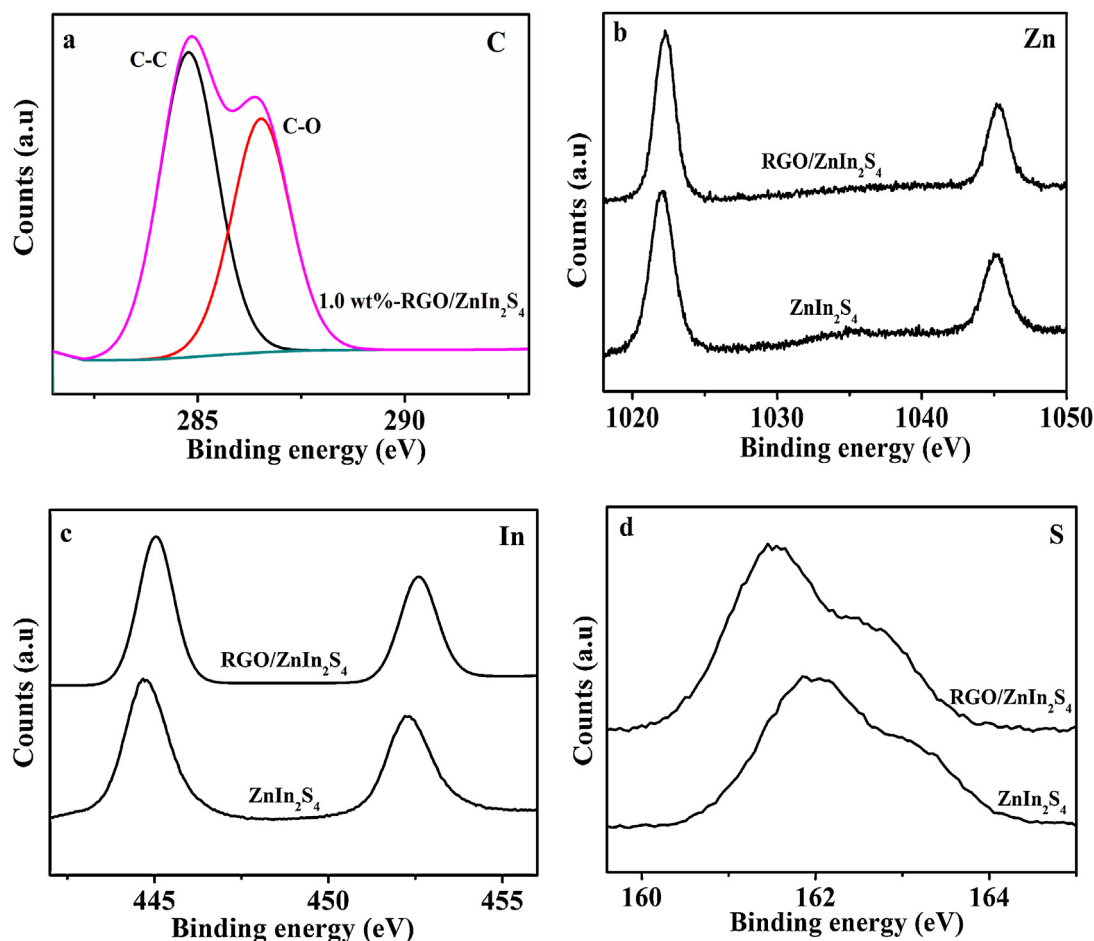 a
C
C-C
C-O
1.0 wt%-RGO/ZnIn₂S₄
Counts (a.u)
285
290
Binding energy (eV)
b
Zn
RGO/ZnIn₂S₄
ZnIn₂S₄
Counts (a.u)
1020
1030
1040
1050
Binding energy (eV)
c
In
RGO/ZnIn₂S₄
ZnIn₂S₄
Counts (a.u)
445
450
455
Binding energy (eV)
d
S
RGO/ZnIn₂S₄
ZnIn₂S₄
Counts (a.u)
160
162
164
Binding energy (eV)